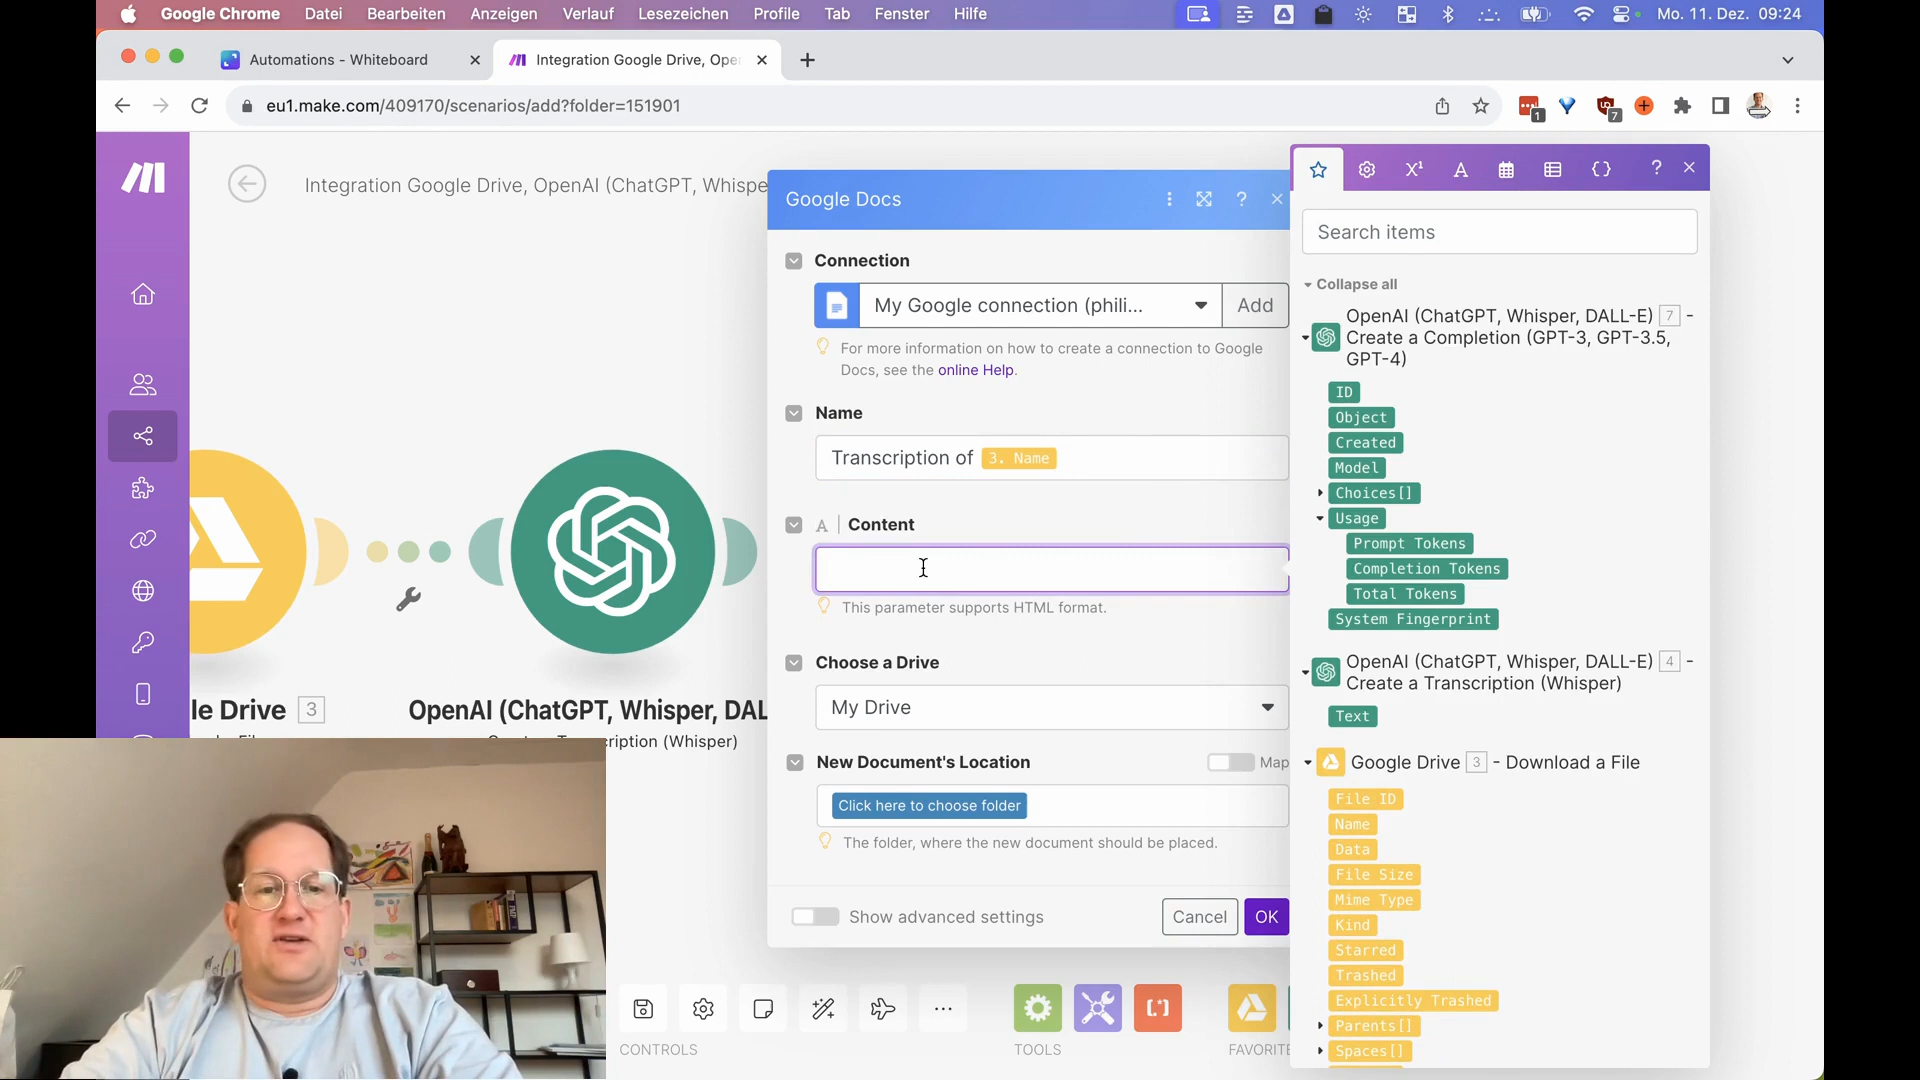 Google Chrome Datei Bearbeiten Anzeigen Verlauf Lesezeichen Profile Tab Fenster Hilfe Mo. 11. Dez. 09:24
Automations - Whiteboard
Integration Google Drive, Ope
eu1.make.com/409170/scenarios/add?folder=151901
1
7
Integration Google Drive, OpenAI (ChatGPT, Whispe
Google Docs
?
Connection
My Google connection (phili...
Add
For more information on how to create a connection to Google
Docs, see the online Help.
Name
Transcription of 3. Name
A Content
This parameter supports HTML format.
Choose a Drive
My Drive
New Document's Location
Map
Click here to choose folder
The folder, where the new document should be placed.
Show advanced settings
Cancel
OK
le Drive 3
OpenAI (ChatGPT, Whisper, DAL
ription (Whisper)
CONTROLS
TOOLS
FAVORITE
X¹ A ?
Search items
Collapse all
OpenAI (ChatGPT, Whisper, DALL-E) 7 -
Create a Completion (GPT-3, GPT-3.5,
GPT-4)
ID
Object
Created
Model
Choices[]
Usage
Prompt Tokens
Completion Tokens
Total Tokens
System Fingerprint
OpenAI (ChatGPT, Whisper, DALL-E) 4 -
Create a Transcription (Whisper)
Text
Google Drive 3 - Download a File
File ID
Name
Data
File Size
Mime Type
Kind
Starred
Trashed
Explicitly Trashed
Parents[]
Spaces[]